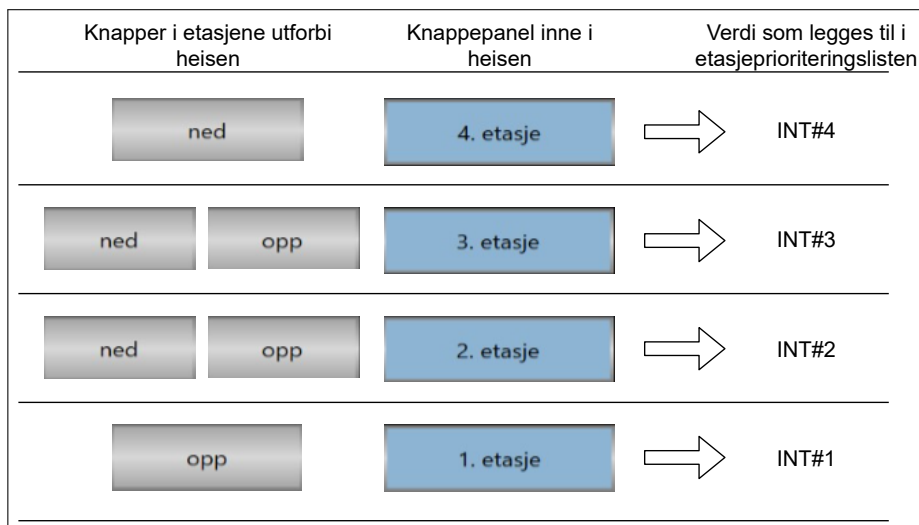 Knapper i etasjene utforbi
heisen
Knappepanel inne i
heisen
Verdi som legges til i
etasjeprioriteringslisten
ned
4. etasje
INT#4
ned
opp
3. etasje
INT#3
ned
opp
2. etasje
INT#2
opp
1. etasje
INT#1